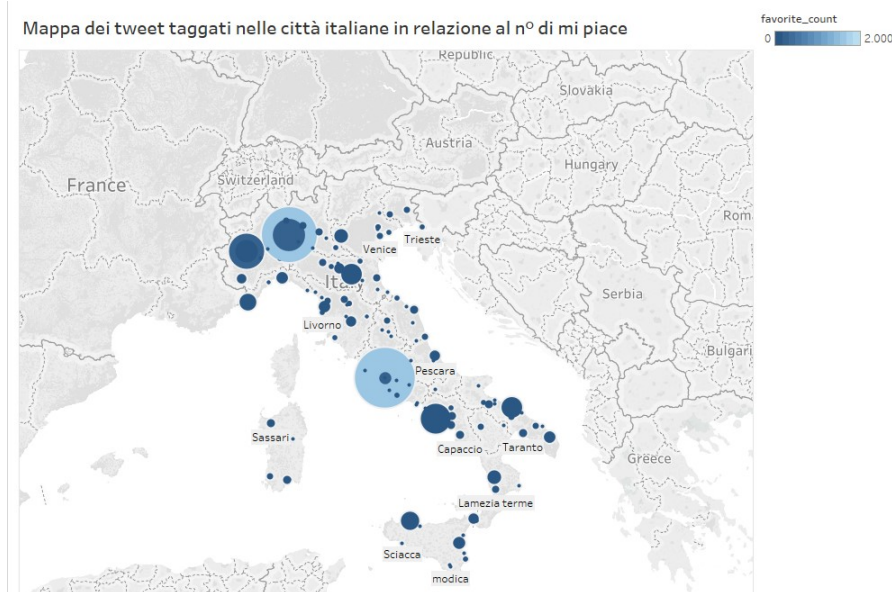 Mappa dei tweet taggati nelle città italiane in relazione al nº di mi piace
favorite_count
0 2.000
Republic
Slovakia
Austria
Hungary
France
Switzerland
Rom
Venice
Trieste
Italy
Serbia
Livorno
Bulgari
Pescara
Sassari
Capaccio
Taranto
Greece
Lamezia terme
Sciacca
modica